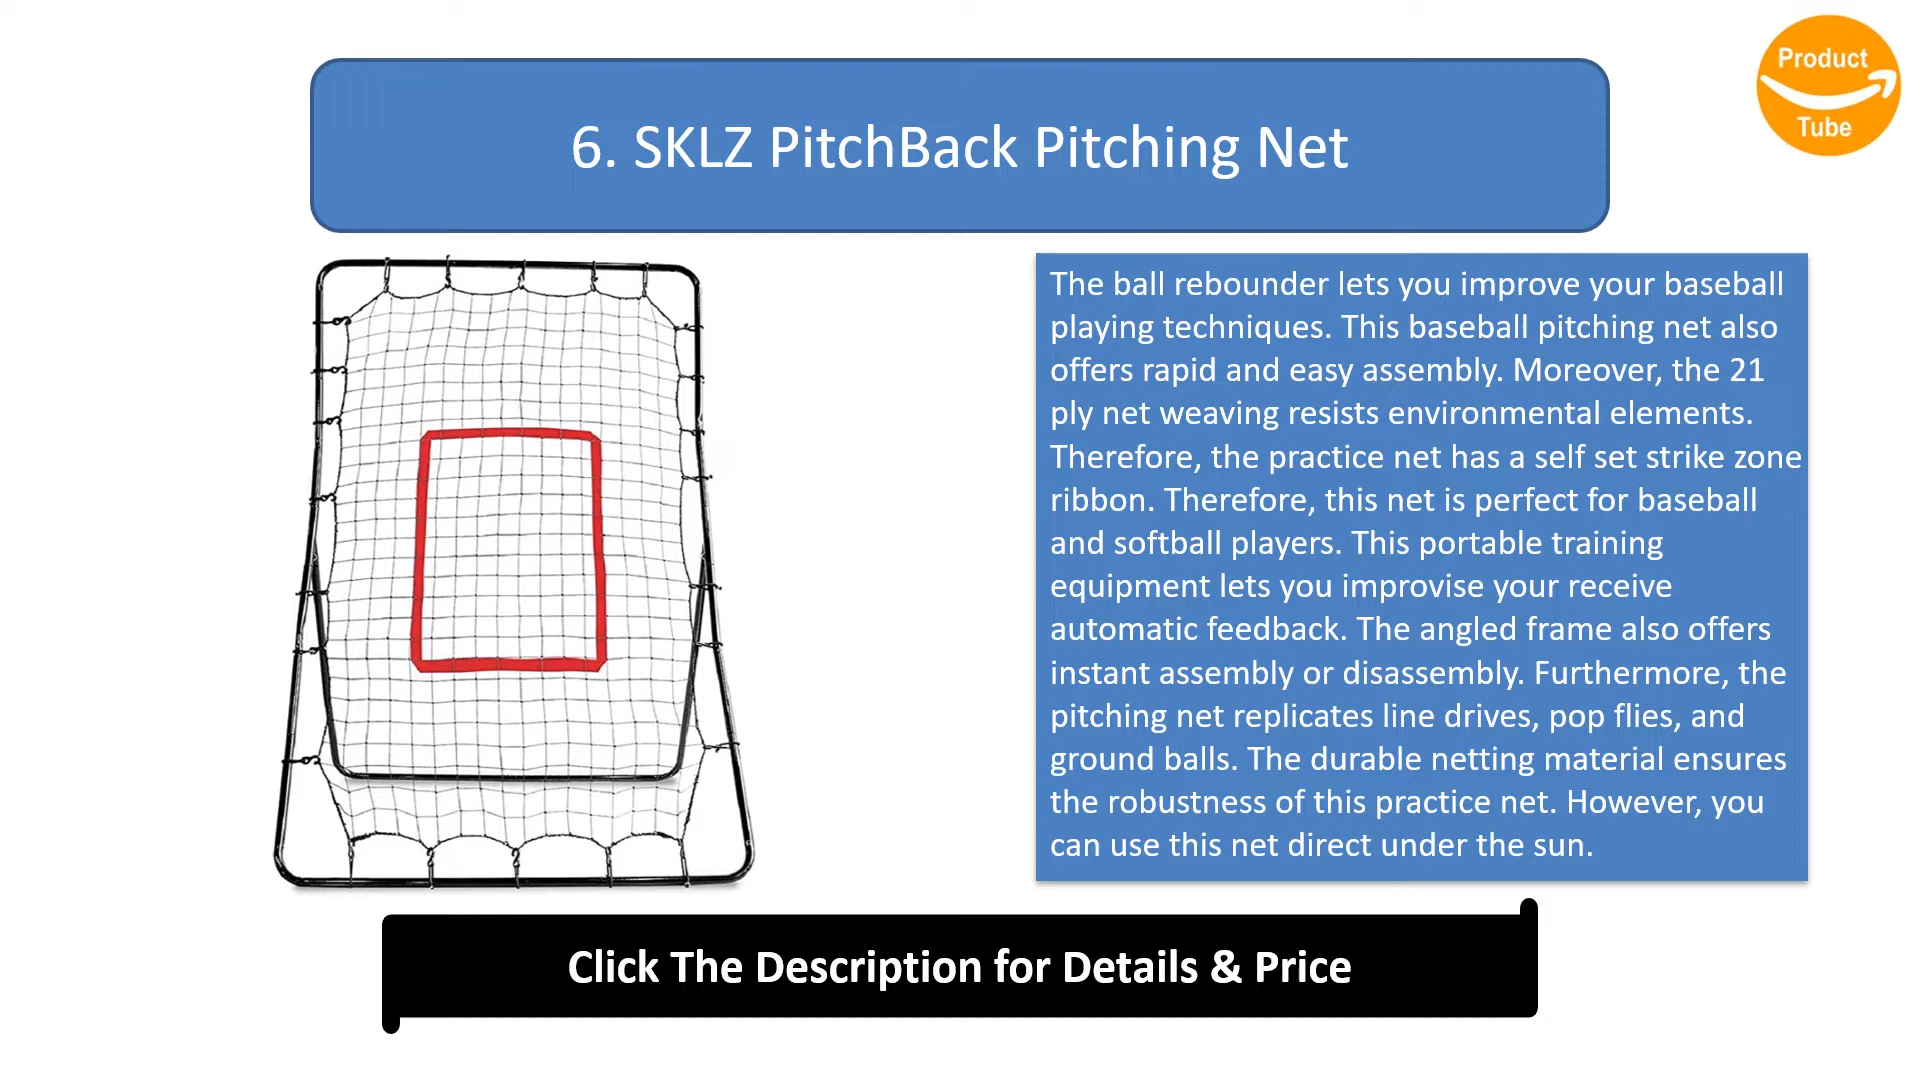 Product
Tube
6. SKLZ PitchBack Pitching Net
The ball rebounder lets you improve your baseball
playing techniques. This baseball pitching net also
offers rapid and easy assembly. Moreover, the 21
ply net weaving resists environmental elements.
Therefore, the practice net has a self set strike zone
ribbon. Therefore, this net is perfect for baseball
and softball players. This portable training
equipment lets you improvise your receive
automatic feedback. The angled frame also offers
instant assembly or disassembly. Furthermore, the
pitching net replicates line drives, pop flies, and
ground balls. The durable netting material ensures
the robustness of this practice net. However, you
can use this net direct under the sun.
Click The Description for Details & Price